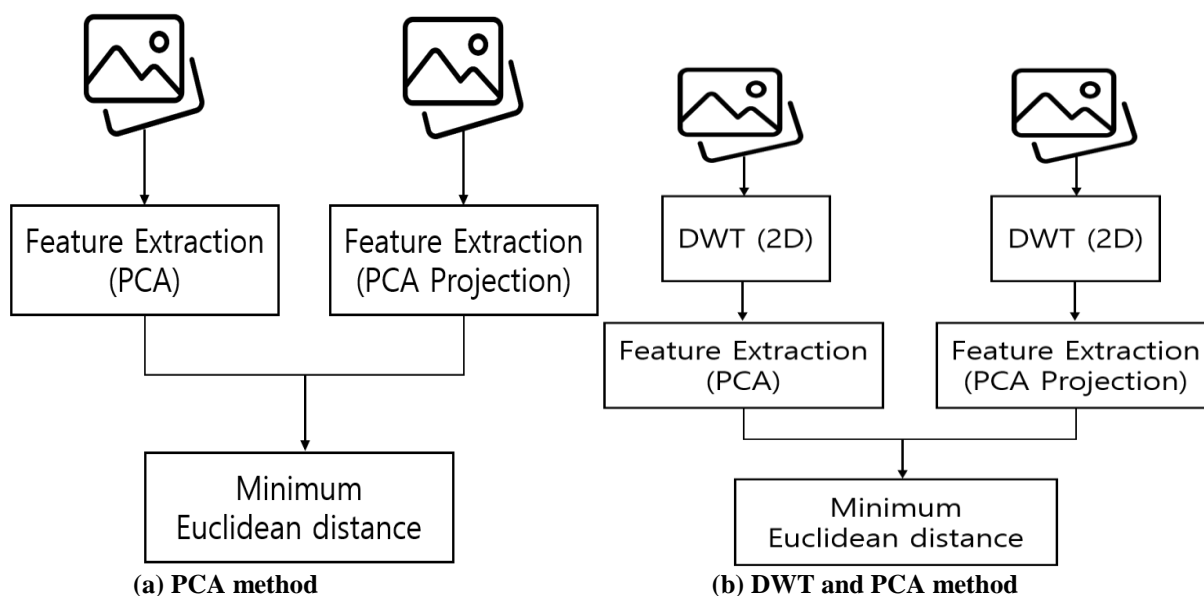 Feature Extraction
(PCA)
Feature Extraction
(PCA Projection)
Minimum
Euclidean distance
(a) PCA method
DWT (2D)
DWT (2D)
Feature Extraction
(PCA)
Feature Extraction
(PCA Projection)
Minimum
Euclidean distance
(b) DWT and PCA method